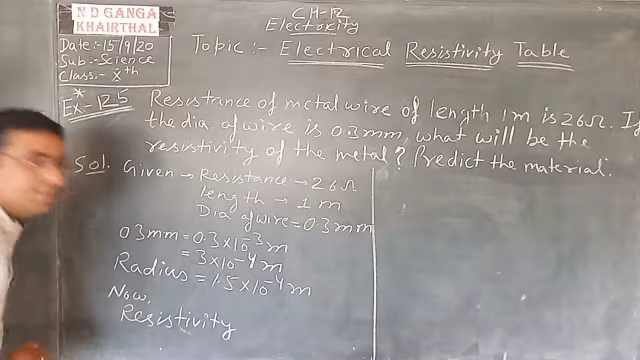 N D GANGA
KHAIRTHAL
Date:-15/9/20
Sub:-Science
Class:- Xth
CH-12
Electricity
Topic:- Electrical Resistivity Table
*
Ex-12.5 Resistance of metal wire of length 1m is 26Ω. If
the dia. of wire is 0.3mm, what will be the
resistivity of the metal? Predict the material.
Sol. Given → Resistance → 26Ω
length → 1 m
Dia of wire = 0.3mm
03mm = 0.3×10⁻³m
= 3×10⁻⁴m
Radius = 1.5×10⁻⁴m
Now,
Resistivity